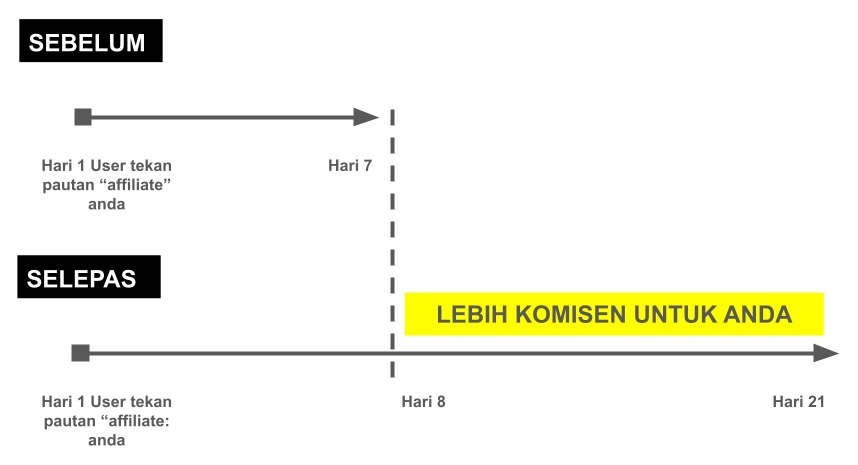 SEBELUM
Hari 1 User tekan
pautan “affiliate”
anda
Hari 7
SELEPAS
LEBIH KOMISEN UNTUK ANDA
Hari 1 User tekan
pautan “affiliate:
anda
Hari 8
Hari 21